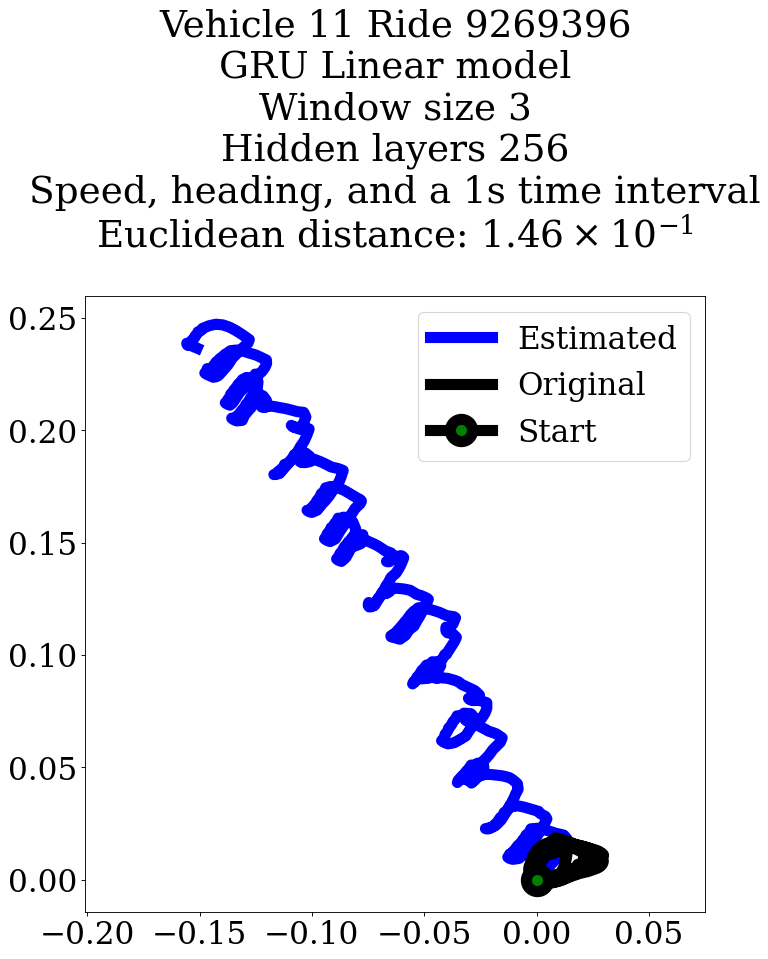 Vehicle 11 Ride 9269396
GRU Linear model
Window size 3
Hidden layers 256
Speed, heading, and a 1s time interval
Euclidean distance: 1.46 × 10⁻¹
0.25
0.20
0.15
0.10
0.05
0.00
Estimated
Original
Start
−0.20 −0.15 −0.10 −0.05 0.00 0.05